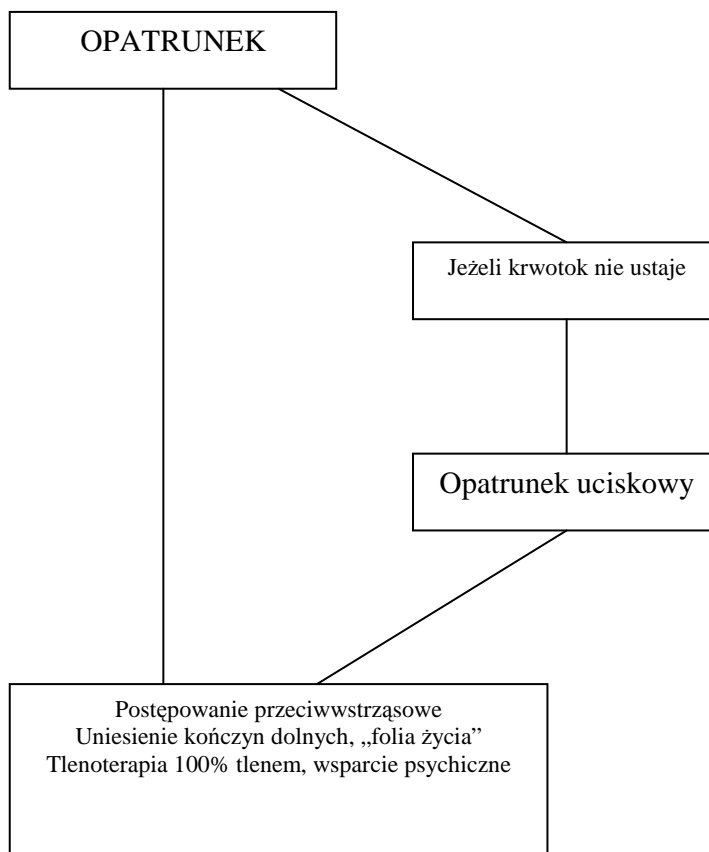 OPATRUNEK
Jeżeli krwotok nie ustaje
Opatrunek uciskowy
Postępowanie przeciwwstrząsowe
Uniesienie kończyn dolnych, „folia życia”
Tlenoterapia 100% tlenem, wsparcie psychiczne